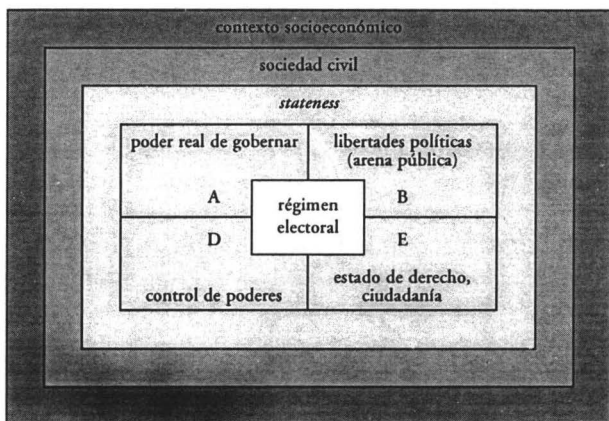 contexto socioeconómico
sociedad civil
stateness
poder real de gobernar
libertades políticas
(arena pública)
A
régimen
electoral
B
D
E
control de poderes
estado de derecho,
ciudadanía